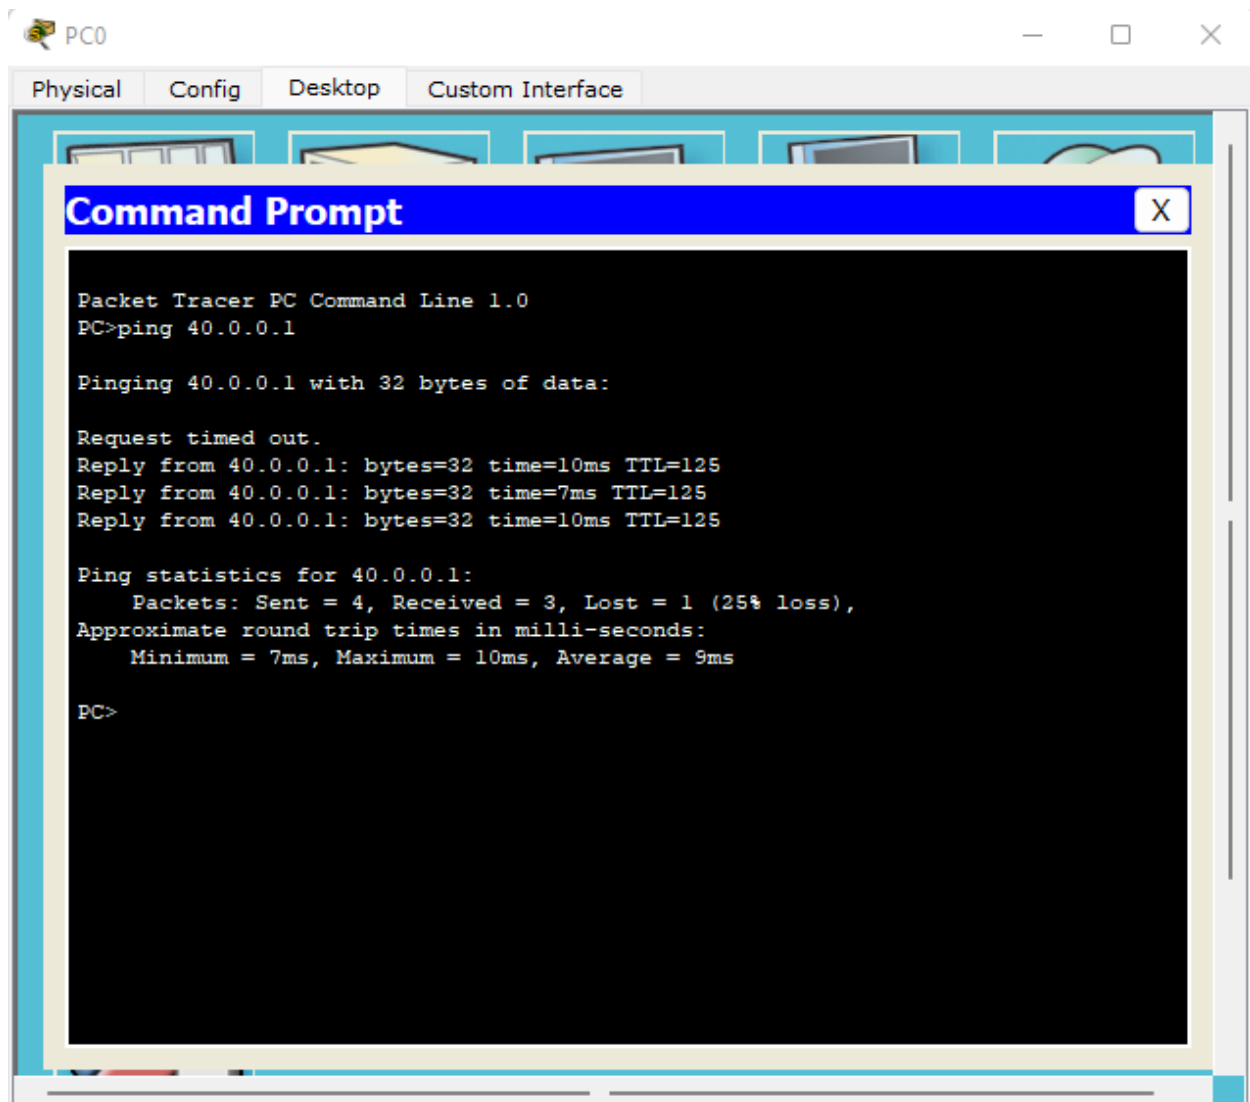 PC0
Physical Config Desktop Custom Interface
Command Prompt X
Packet Tracer PC Command Line 1.0
PC>ping 40.0.0.1
Pinging 40.0.0.1 with 32 bytes of data:
Request timed out.
Reply from 40.0.0.1: bytes=32 time=10ms TTL=125
Reply from 40.0.0.1: bytes=32 time=7ms TTL=125
Reply from 40.0.0.1: bytes=32 time=10ms TTL=125
Ping statistics for 40.0.0.1:
Packets: Sent = 4, Received = 3, Lost = 1 (25% loss),
Approximate round trip times in milli-seconds:
Minimum = 7ms, Maximum = 10ms, Average = 9ms
PC>